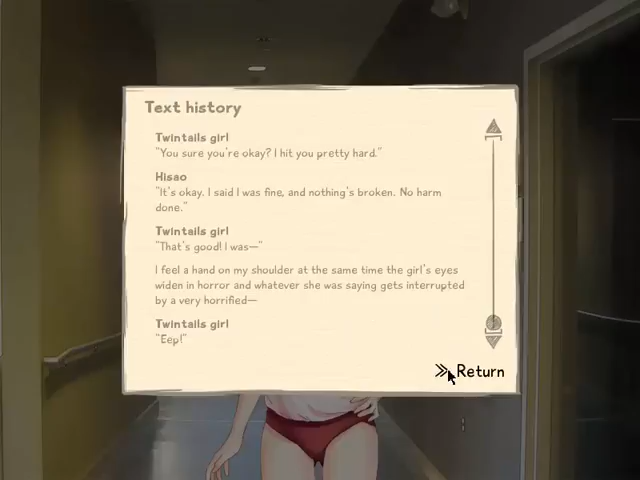 Text history
Twintails girl
"You sure you're okay? I hit you pretty hard."
Hisao
"It's okay. I said I was fine, and nothing's broken. No harm
done."
Twintails girl
"That's good! I was—"
I feel a hand on my shoulder at the same time the girl's eyes
widen in horror and whatever she was saying gets interrupted
by a very horrified—
Twintails girl
"Eep!"
Return